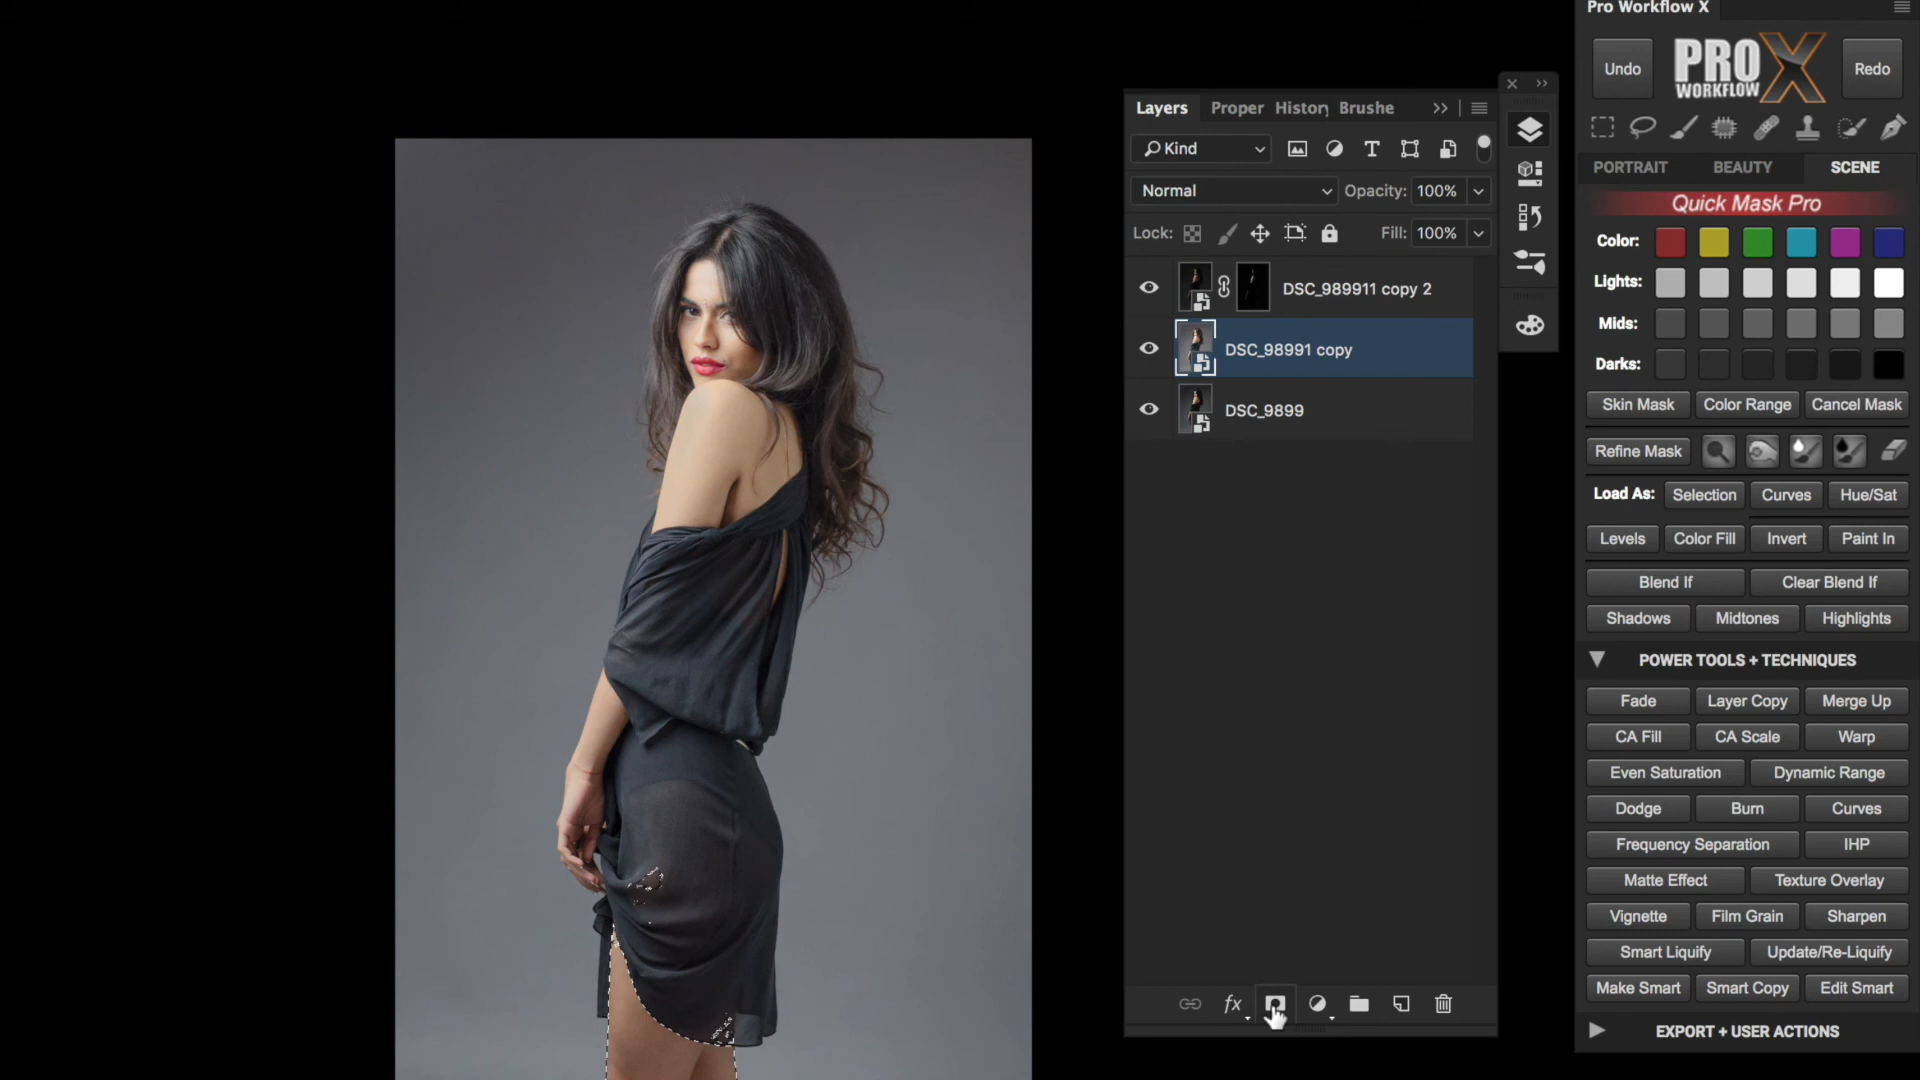 Pro Workflow X
Undo
PRO X
WORKFLOW
Redo
Layers Proper History Brushe
PORTRAIT BEAUTY SCENE
Kind
Normal Opacity: 100%
Quick Mask Pro
Lock: Fill: 100%
Color:
Lights:
Mids:
Darks:
DSC_989911 copy 2
DSC_98991 copy
DSC_9899
Skin Mask Color Range Cancel Mask
Refine Mask
Load As: Selection Curves Hue/Sat
Levels Color Fill Invert Paint In
Blend If Clear Blend If
Shadows Midtones Highlights
POWER TOOLS + TECHNIQUES
Fade Layer Copy Merge Up
CA Fill CA Scale Warp
Even Saturation Dynamic Range
Dodge Burn Curves
Frequency Separation IHP
Matte Effect Texture Overlay
Vignette Film Grain Sharpen
Smart Liquify Update/Re-Liquify
Make Smart Smart Copy Edit Smart
fx
EXPORT + USER ACTIONS